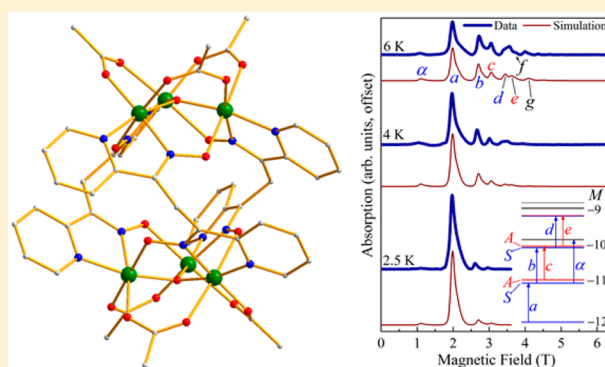 Data Simulation
6 K
α a b c d e f g
4 K
2.5 K
M
–9
d e
–10
A
S
b c α
–11
A
S
a
–12
0 1 2 3 4 5 6
Magnetic Field (T)
Absorption (arb. units, offset)